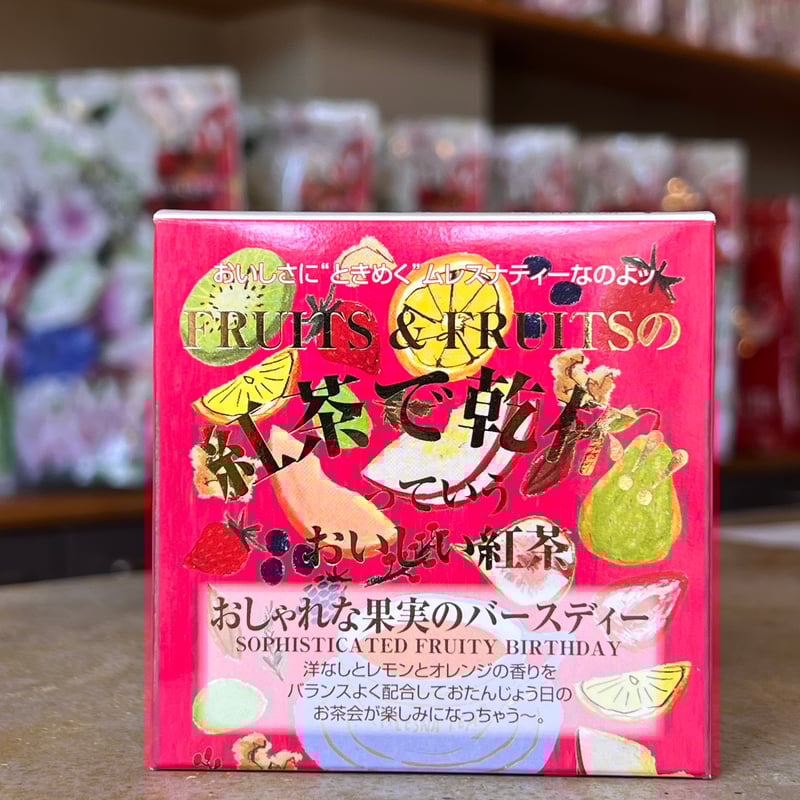 おいしさに“ときめく”ムレスナティーなのよッ
FRUITS & FRUITSの
紅茶で乾杯
っていう
おいしい紅茶
おしゃれな果実のバースディー
SOPHISTICATED FRUITY BIRTHDAY
洋なしとレモンとオレンジの香りを
バランスよく配合しておたんじょう日の
お茶会が楽しみになっちゃう〜。